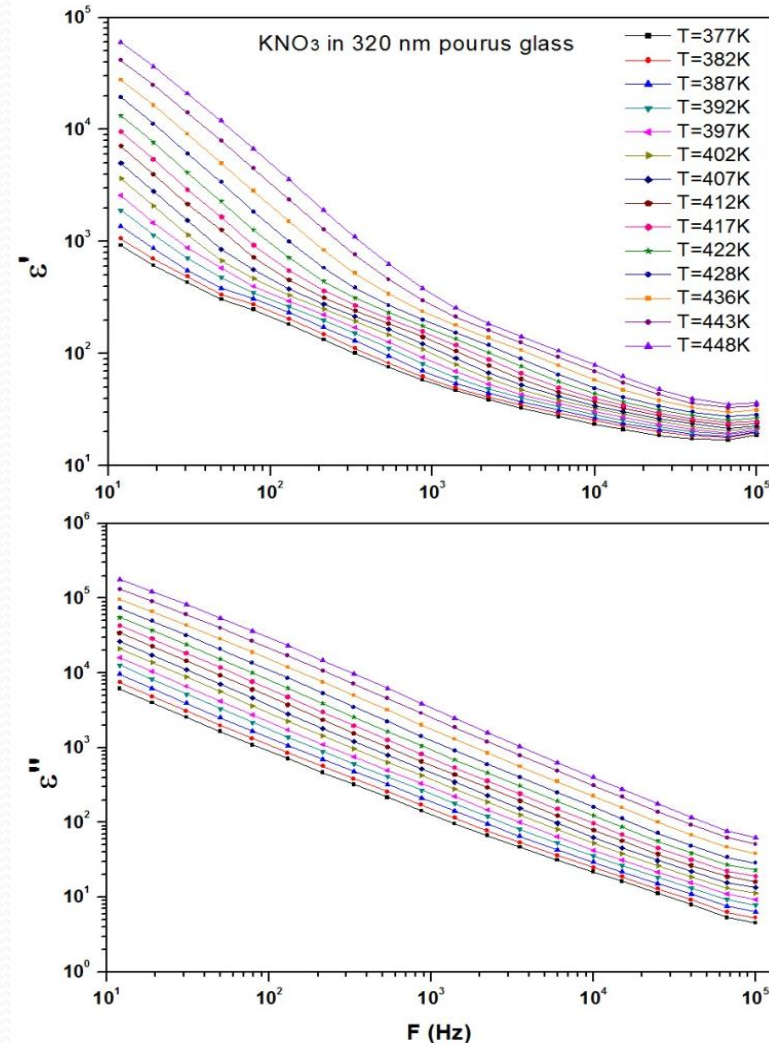 KNO₃ in 320 nm pourus glass
T=377K
T=382K
T=387K
T=392K
T=397K
T=402K
T=407K
T=412K
T=417K
T=422K
T=428K
T=436K
T=443K
T=448K
10⁵
10⁴
10³
10²
10¹
ε'
10¹ 10² 10³ 10⁴ 10⁵
10⁶
10⁵
10⁴
10³
10²
10¹
10⁰
ε"
10¹ 10² 10³ 10⁴ 10⁵
F (Hz)